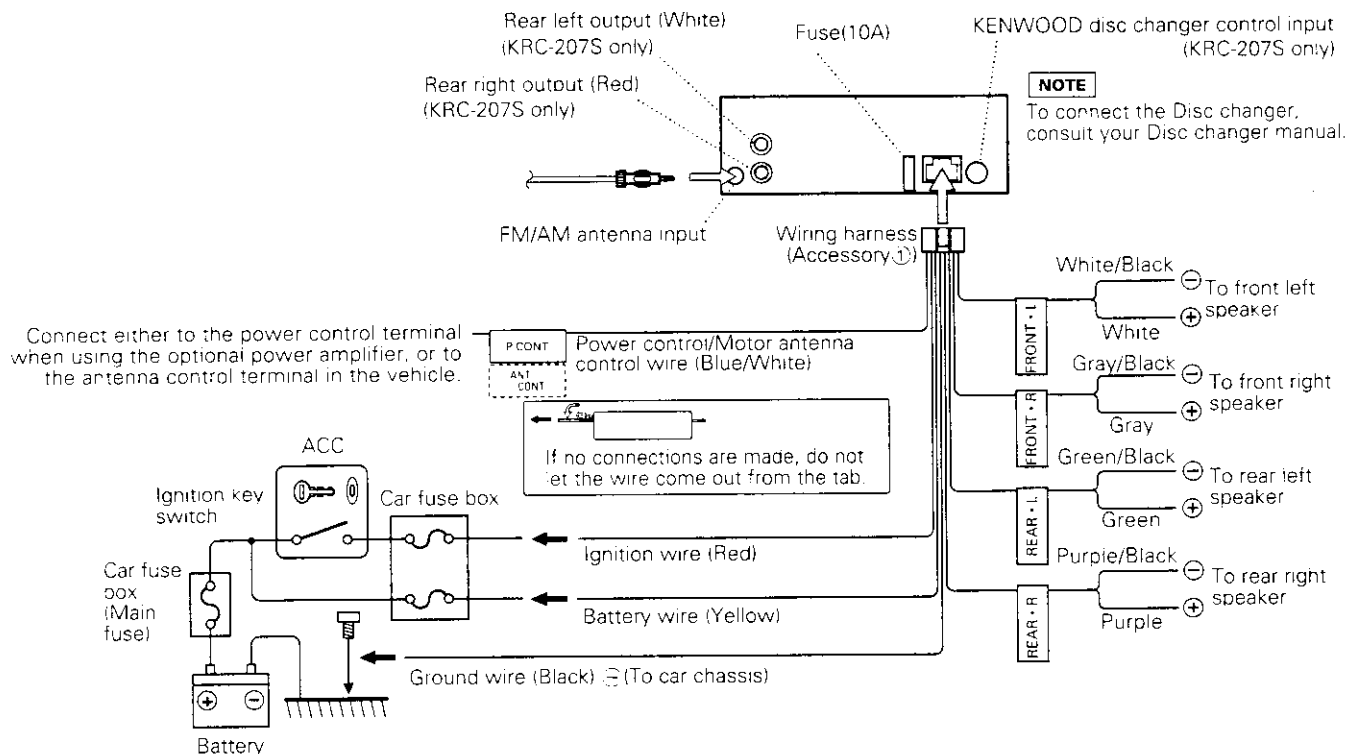 Rear left output (White)
(KRC-207S only)
Fuse(10A)
KENWOOD disc changer control input
(KRC-207S only)
Rear right output (Red)
(KRC-207S only)
NOTE
To connect the Disc changer,
consuit your Disc changer manual.
FM/AM antenna input
Wiring harness
(Accessory①)
White/Black
⊖
To front left
speaker
⊕
White
FRONT・L
Connect either to the power control terminal
when using the optional power amplifier, or to
the antenna control terminal in the vehicle.
P.CONT
ANT
CONT
Power control/Motor antenna
control wire (Blue/White)
Gray/Black
⊖
To front right
speaker
⊕
Gray
FRONT・R
If no connections are made, do not
let the wire come out from the tab.
ACC
Ignition key
switch
Car fuse box
Green/Black
⊖
To rear left
speaker
⊕
Green
REAR・L
Ignition wire (Red)
Car fuse
box
(Main
fuse)
Purple/Black
⊖
To rear right
speaker
⊕
Purple
REAR・R
Battery wire (Yellow)
Ground wire (Black) ⊖ (To car chassis)
⊕ ⊖
Battery